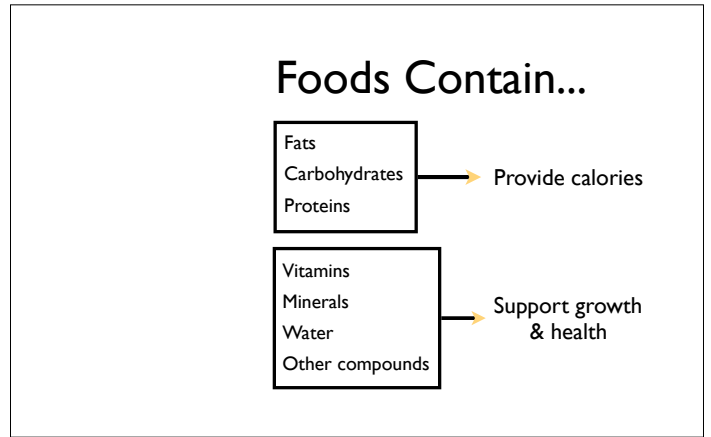 Foods Contain...
Fats
Carbohydrates
Proteins
Provide calories
Vitamins
Minerals
Water
Other compounds
Support growth
& health